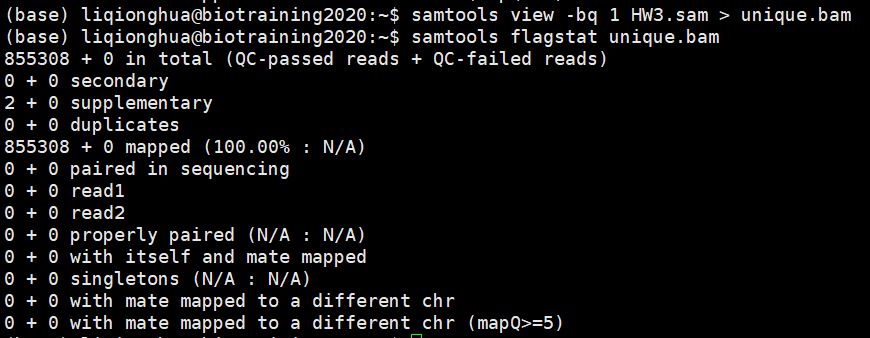 (base) liqionghua@biotraining2020:~$ samtools view -bq 1 HW3.sam > unique.bam
(base) liqionghua@biotraining2020:~$ samtools flagstat unique.bam
855308 + 0 in total (QC-passed reads + QC-failed reads)
0 + 0 secondary
2 + 0 supplementary
0 + 0 duplicates
855308 + 0 mapped (100.00% : N/A)
0 + 0 paired in sequencing
0 + 0 read1
0 + 0 read2
0 + 0 properly paired (N/A : N/A)
0 + 0 with itself and mate mapped
0 + 0 singletons (N/A : N/A)
0 + 0 with mate mapped to a different chr
0 + 0 with mate mapped to a different chr (mapQ>=5)